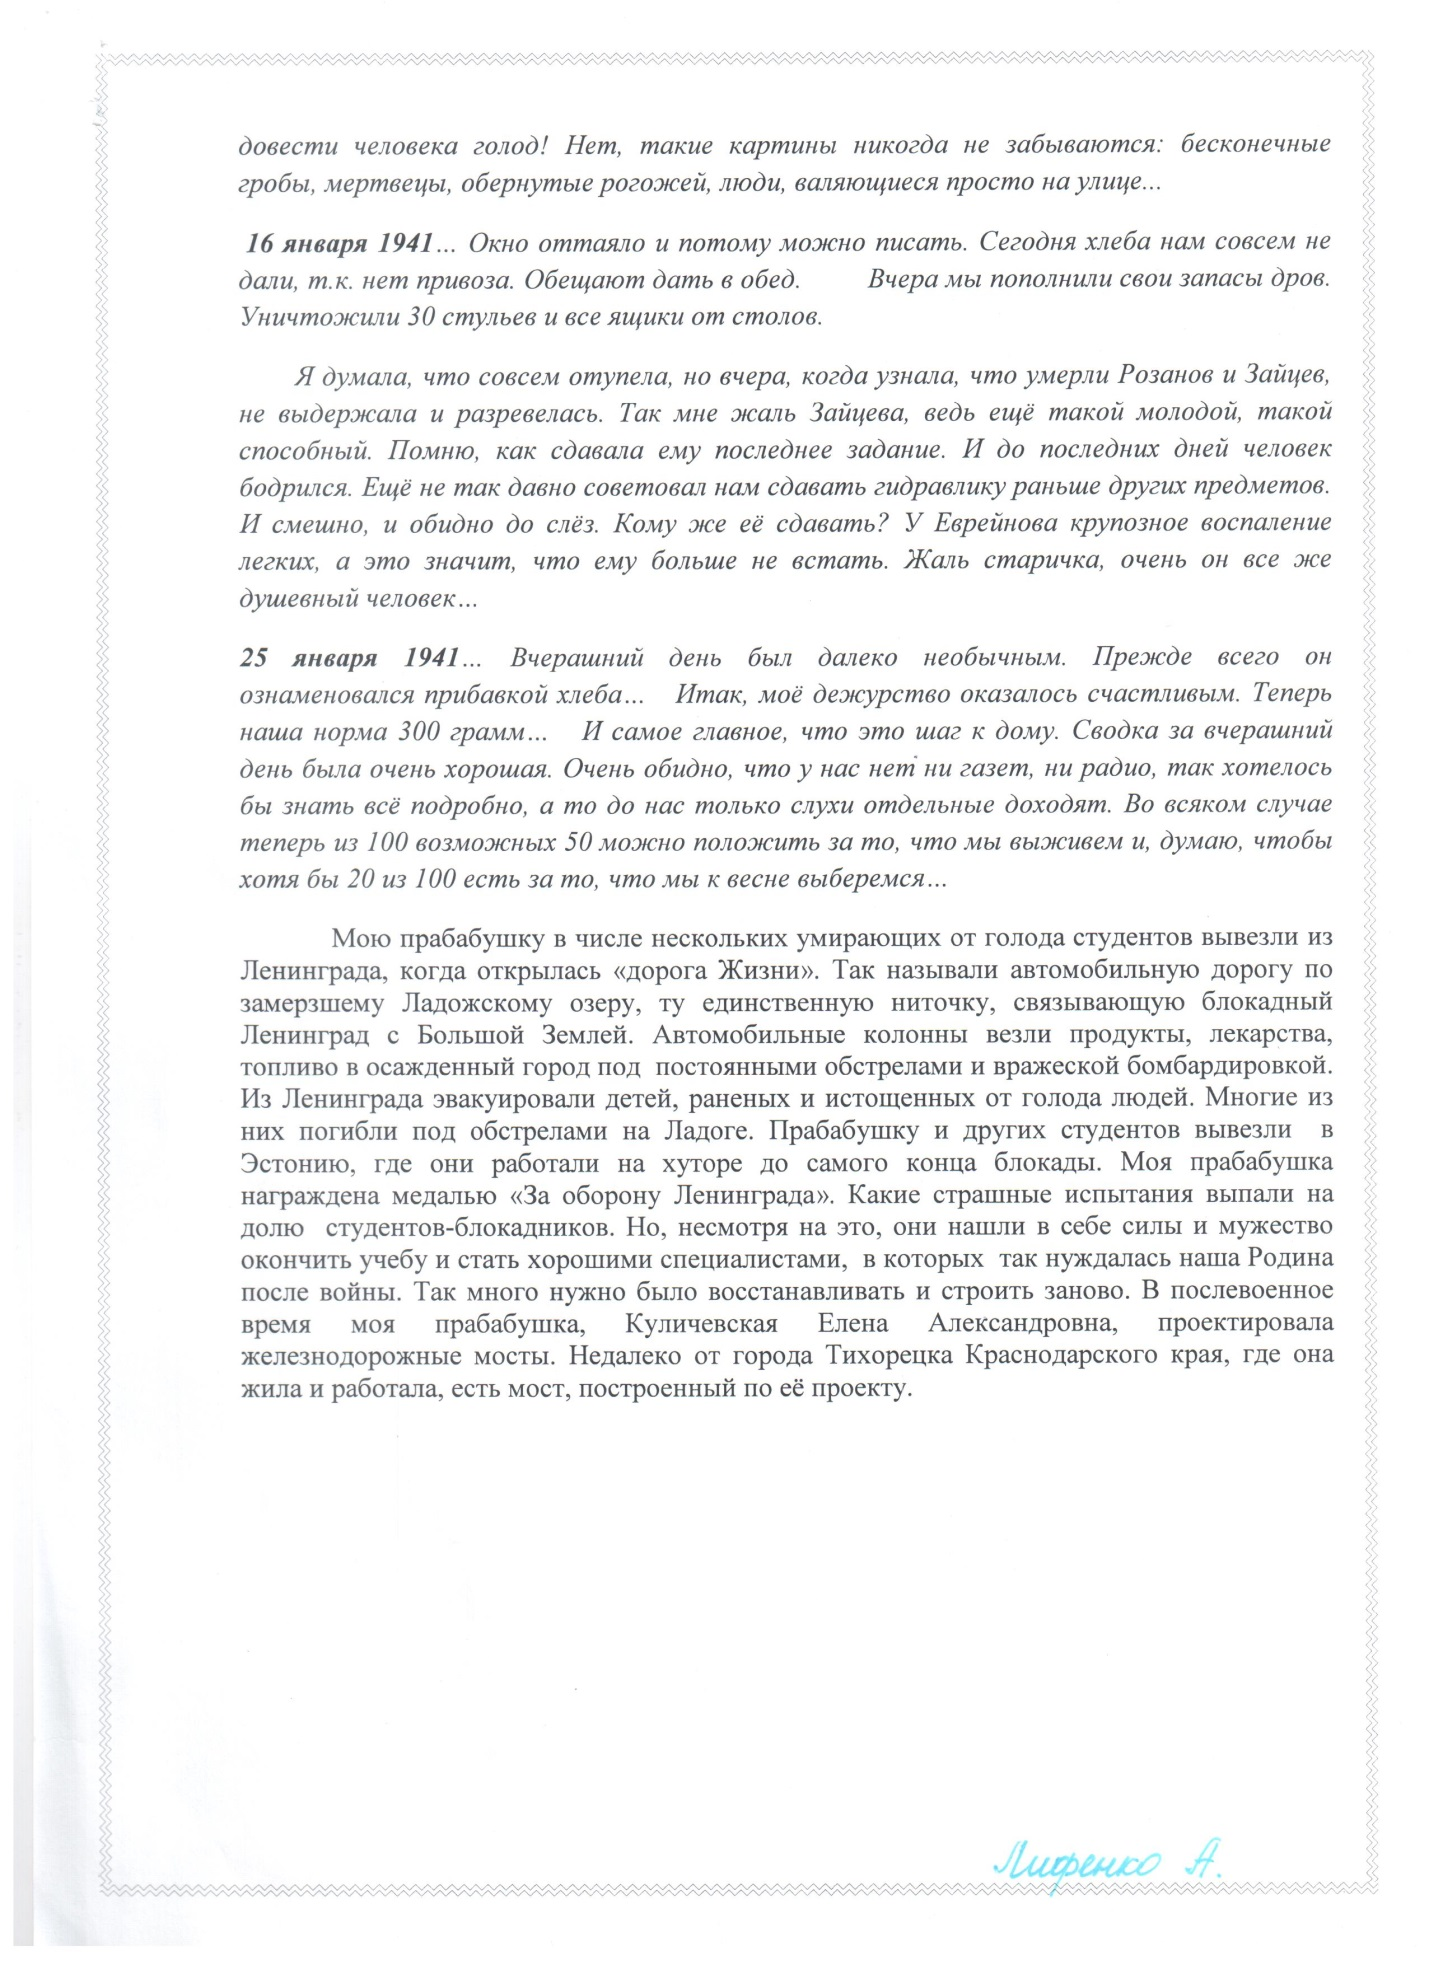 довести человека голод! Нет, такие картины никогда не забываются: бесконечные
гробы, мертвецы, обернутые рогожей, люди, валяющиеся просто на улице…
16 января 1941… Окно оттаяло и потому можно писать. Сегодня хлеба нам совсем не
дали, т.к. нет привоза. Обещают дать в обед. Вчера мы пополнили свои запасы дров.
Уничтожили 30 стульев и все ящики от столов.
Я думала, что совсем отупела, но вчера, когда узнала, что умерли Розанов и Зайцев,
не выдержала и разревелась. Так мне жаль Зайцева, ведь ещё такой молодой, такой
способный. Помню, как сдавала ему последнее задание. И до последних дней человек
бодрился. Ещё не так давно советовал нам сдавать гидравлику раньше других предметов.
И смешно, и обидно до слёз. Кому же её сдавать? У Еврейнова крупозное воспаление
легких, а это значит, что ему больше не встать. Жаль старичка, очень он все же
душевный человек…
25 января 1941… Вчерашний день был далеко необычным. Прежде всего он
ознаменовался прибавкой хлеба… Итак, моё дежурство оказалось счастливым. Теперь
наша норма 300 грамм… И самое главное, что это шаг к дому. Сводка за вчерашний
день была очень хорошая. Очень обидно, что у нас нет ни газет, ни радио, так хотелось
бы знать всё подробно, а то до нас только слухи отдельные доходят. Во всяком случае
теперь из 100 возможных 50 можно положить за то, что мы выживем и, думаю, чтобы
хотя бы 20 из 100 есть за то, что мы к весне выберемся…
Мою прабабушку в числе нескольких умирающих от голода студентов вывезли из
Ленинграда, когда открылась «дорога Жизни». Так называли автомобильную дорогу по
замерзшему Ладожскому озеру, ту единственную ниточку, связывающую блокадный
Ленинград с Большой Землей. Автомобильные колонны везли продукты, лекарства,
топливо в осажденный город под постоянными обстрелами и вражеской бомбардировкой.
Из Ленинграда эвакуировали детей, раненых и истощенных от голода людей. Многие из
них погибли под обстрелами на Ладоге. Прабабушку и других студентов вывезли в
Эстонию, где они работали на хуторе до самого конца блокады. Моя прабабушка
награждена медалью «За оборону Ленинграда». Какие страшные испытания выпали на
долю студентов-блокадников. Но, несмотря на это, они нашли в себе силы и мужество
окончить учебу и стать хорошими специалистами, в которых так нуждалась наша Родина
после войны. Так много нужно было восстанавливать и строить заново. В послевоенное
время моя прабабушка, Куличевская Елена Александровна, проектировала
железнодорожные мосты. Недалеко от города Тихорецка Краснодарского края, где она
жила и работала, есть мост, построенный по её проекту.
Лифенко А.